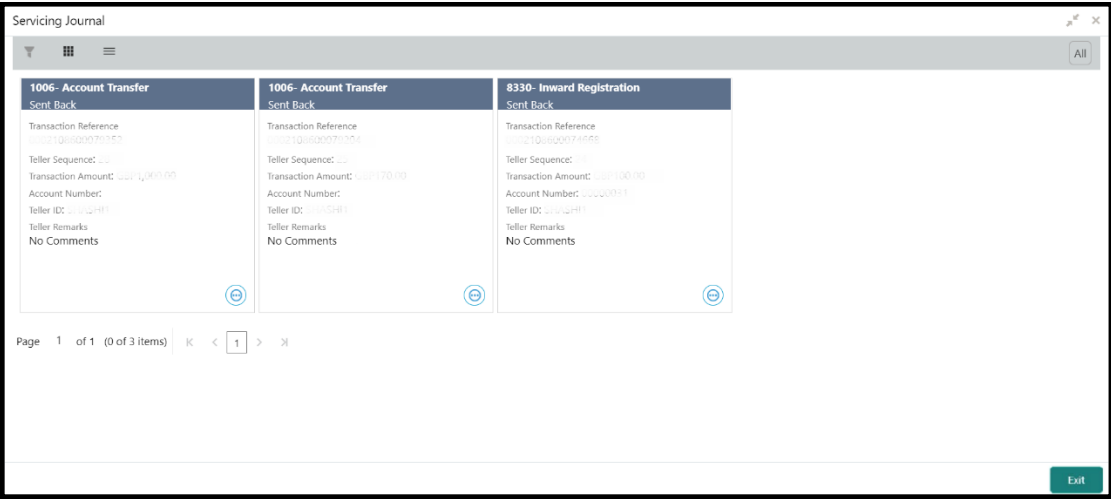 Servicing Journal
All
1006- Account Transfer
Sent Back
Transaction Reference
Teller Sequence:
Transaction Amount:
Account Number:
Teller ID:
Teller Remarks
No Comments
1006- Account Transfer
Sent Back
Transaction Reference
Teller Sequence:
Transaction Amount:
Account Number:
Teller ID:
Teller Remarks
No Comments
8330- Inward Registration
Sent Back
Transaction Reference
Teller Sequence:
Transaction Amount:
Account Number:
Teller ID:
Teller Remarks
No Comments
Page 1 of 1 (0 of 3 items) 1
Exit